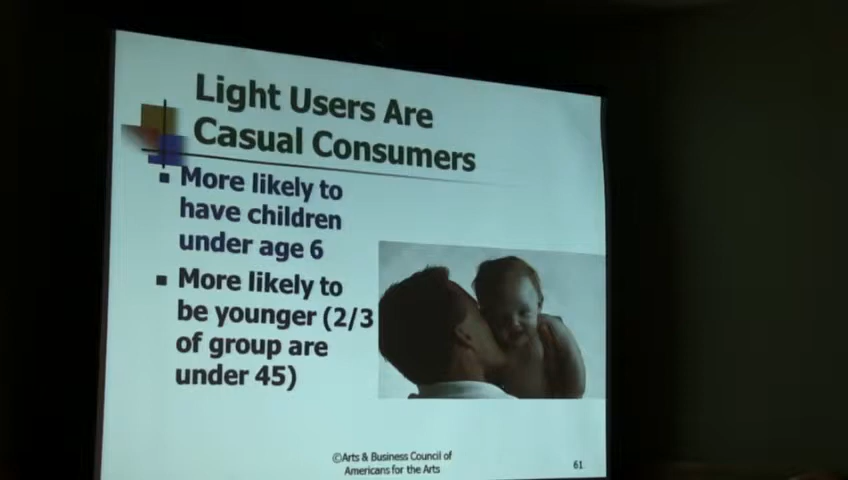 Light Users Are
Casual Consumers
More likely to
have children
under age 6
More likely to
be younger (2/3
of group are
under 45)
©Arts & Business Council of
Americans for the Arts
61